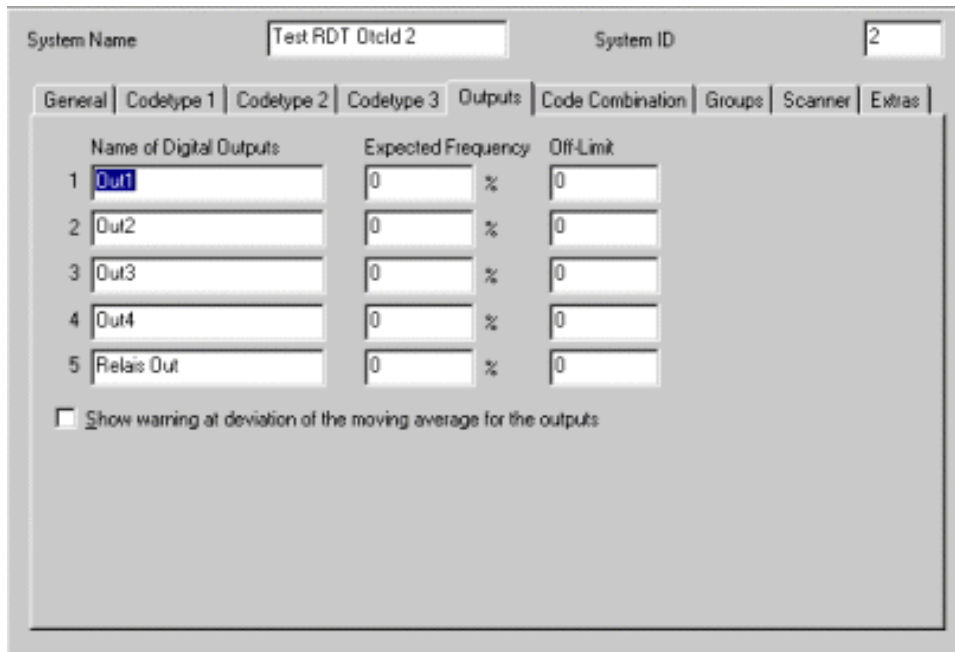 System Name Test RDT Otcld 2 System ID 2
General Codetype 1 Codetype 2 Codetype 3 Outputs Code Combination Groups Scanner Extras
Name of Digital Outputs Expected Frequency Off-Limit
1 Out1 0 % 0
2 Out2 0 % 0
3 Out3 0 % 0
4 Out4 0 % 0
5 Relais Out 0 % 0
Show warning at deviation of the moving average for the outputs